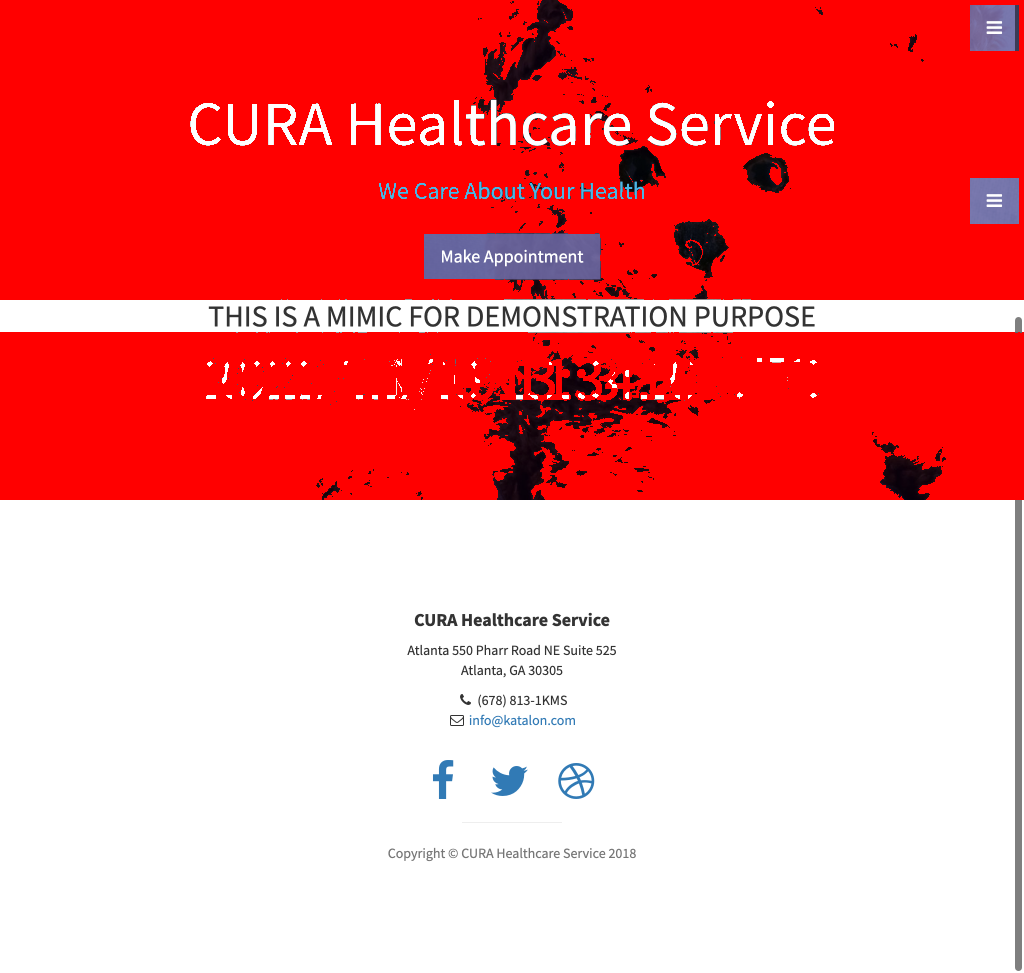 CURA Healthcare Service
We Care About Your Health
Make Appointment
THIS IS A MIMIC FOR DEMONSTRATION PURPOSE
CURA Healthcare Service
Atlanta 550 Pharr Road NE Suite 525
Atlanta, GA 30305
(678) 813-1KMS
info@katalon.com
Copyright © CURA Healthcare Service 2018